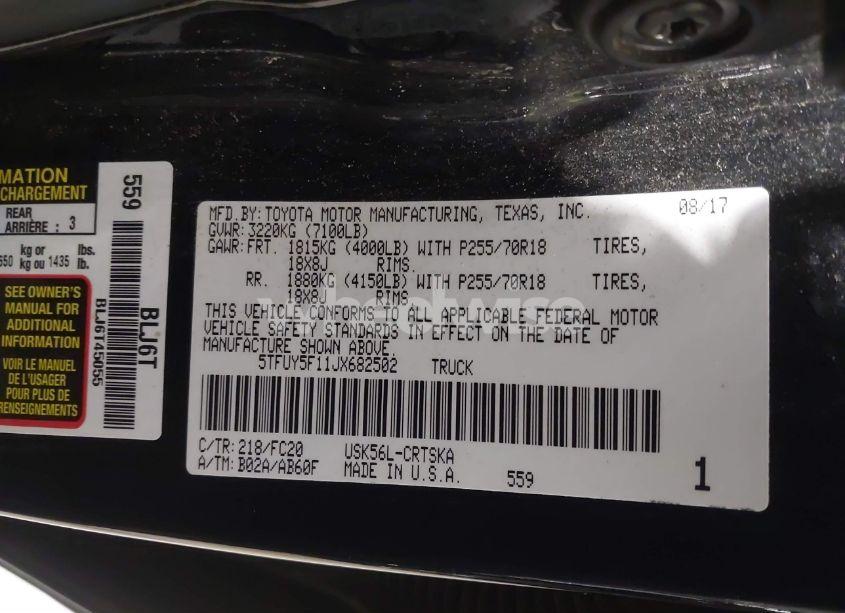 MATION
CHARGEMENT
REAR
ARRIÈRE : 3
650 kg or
kg ou 1435 lbs.
lb.
SEE OWNER'S
MANUAL FOR
ADDITIONAL
INFORMATION
VOIR LE MANUEL
DE L'USAGER
POUR PLUS DE
RENSEIGNEMENTS
559
BLJ6T
BLJ6T45055
MFD.BY:TOYOTA MOTOR MANUFACTURING, TEXAS, INC. 08/17
GVWR:3220KG (7100LB)
GAWR:FRT. 1815KG (4000LB) WITH P255/70R18 TIRES,
18X8J RIMS.
RR. 1880KG (4150LB) WITH P255/70R18 TIRES,
18X8J RIMS
THIS VEHICLE CONFORMS TO ALL APPLICABLE FEDERAL MOTOR
VEHICLE SAFETY STANDARDS IN EFFECT ON THE DATE OF
MANUFACTURE SHOWN ABOVE.
5TFUY5F11JX682502 TRUCK
C/TR:218/FC20 USK56L-CRTSKA
A/TM:B02A/AB60F MADE IN U.S.A. 559 1